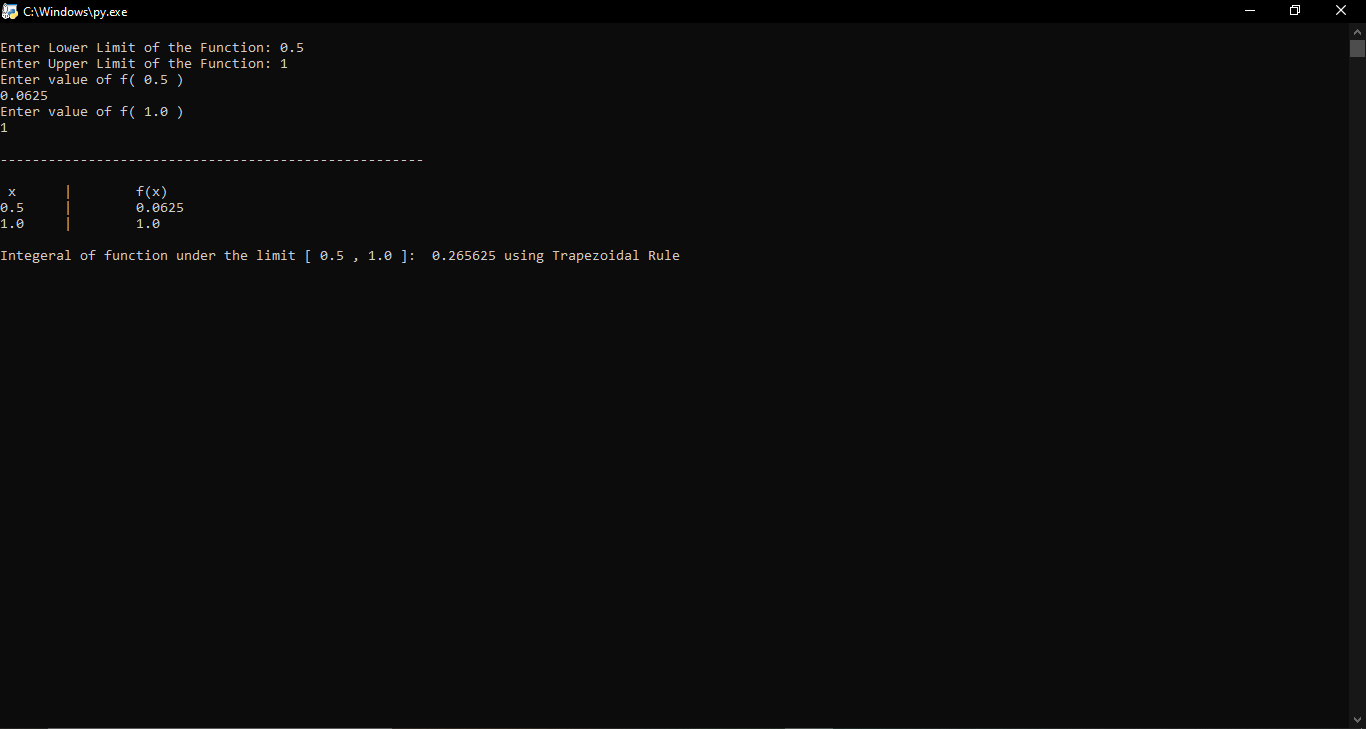 C:\Windows\py.exe
Enter Lower Limit of the Function: 0.5
Enter Upper Limit of the Function: 1
Enter value of f( 0.5 )
0.0625
Enter value of f( 1.0 )
1
-----------------------------------------------------
x | f(x)
0.5 | 0.0625
1.0 | 1.0
Integeral of function under the limit [ 0.5 , 1.0 ]:  0.265625 using Trapezoidal Rule